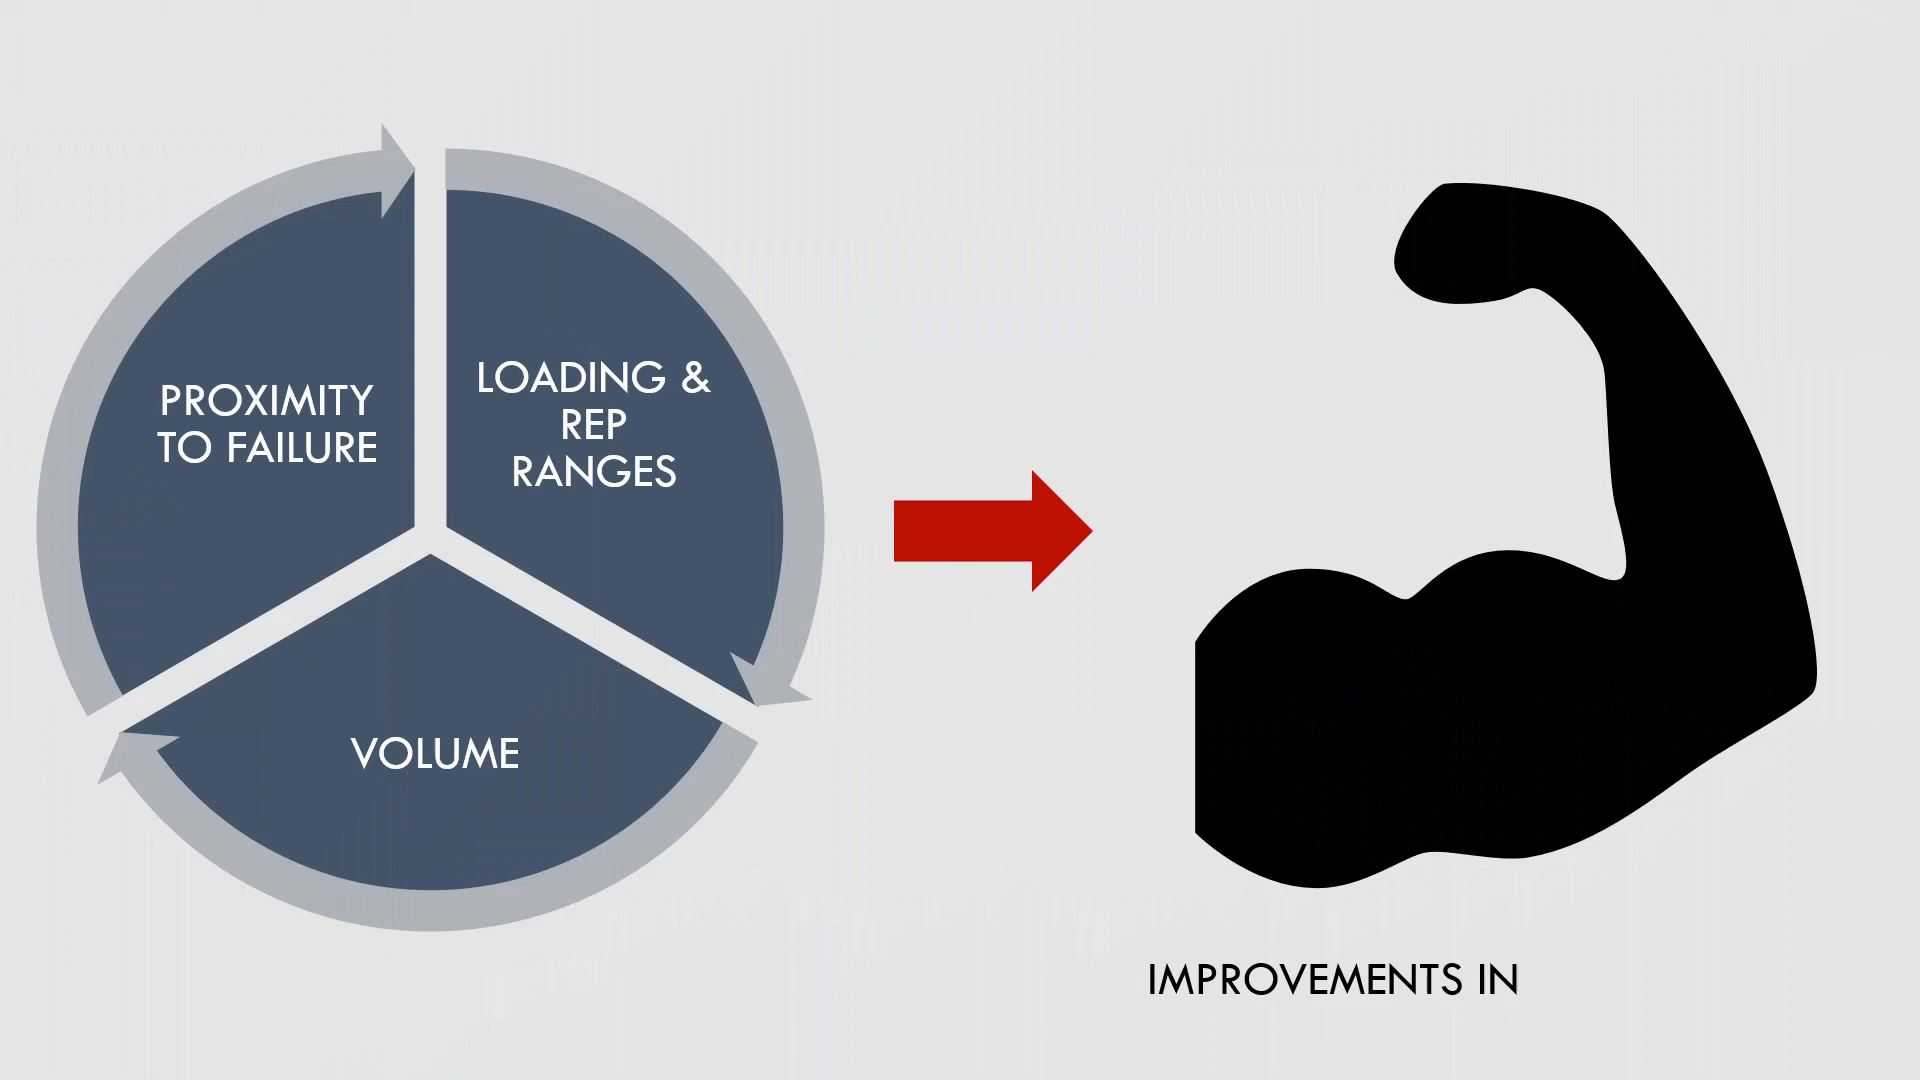 PROXIMITY
TO FAILURE
LOADING &
REP
RANGES
VOLUME
IMPROVEMENTS IN